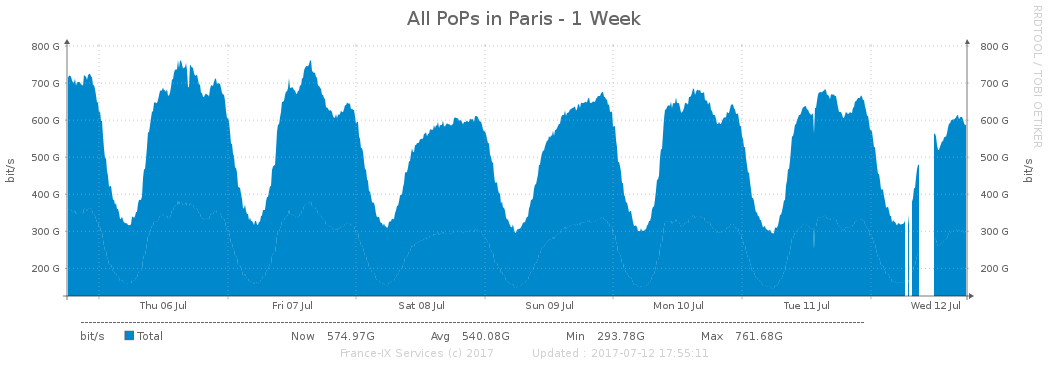 All PoPs in Paris - 1 Week
RRDTOOL / TOBI OETIKER
800 G 800 G
700 G 700 G
600 G 600 G
500 G 500 G
400 G 400 G
300 G 300 G
200 G 200 G
bit/s
bit/s
Thu 06 Jul Fri 07 Jul Sat 08 Jul Sun 09 Jul Mon 10 Jul Tue 11 Jul Wed 12 Jul
bit/s Total Now 574.97G Avg 540.08G Min 293.78G Max 761.68G
France-IX Services (c) 2017 Updated : 2017-07-12 17:55:11